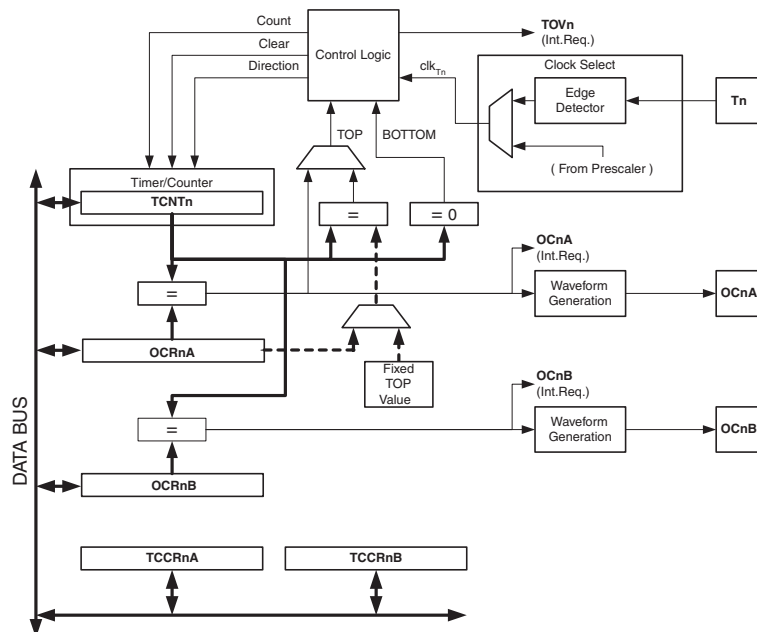 Count
Clear
Direction
Control Logic
TOVn
(Int.Req.)
clkTn
Clock Select
Edge
Detector
Tn
( From Prescaler )
TOP
BOTTOM
Timer/Counter
TCNTn
=
= 0
OCnA
(Int.Req.)
=
Waveform
Generation
OCnA
OCRnA
Fixed
TOP
Value
OCnB
(Int.Req.)
=
Waveform
Generation
OCnB
OCRnB
DATA BUS
TCCRnA
TCCRnB